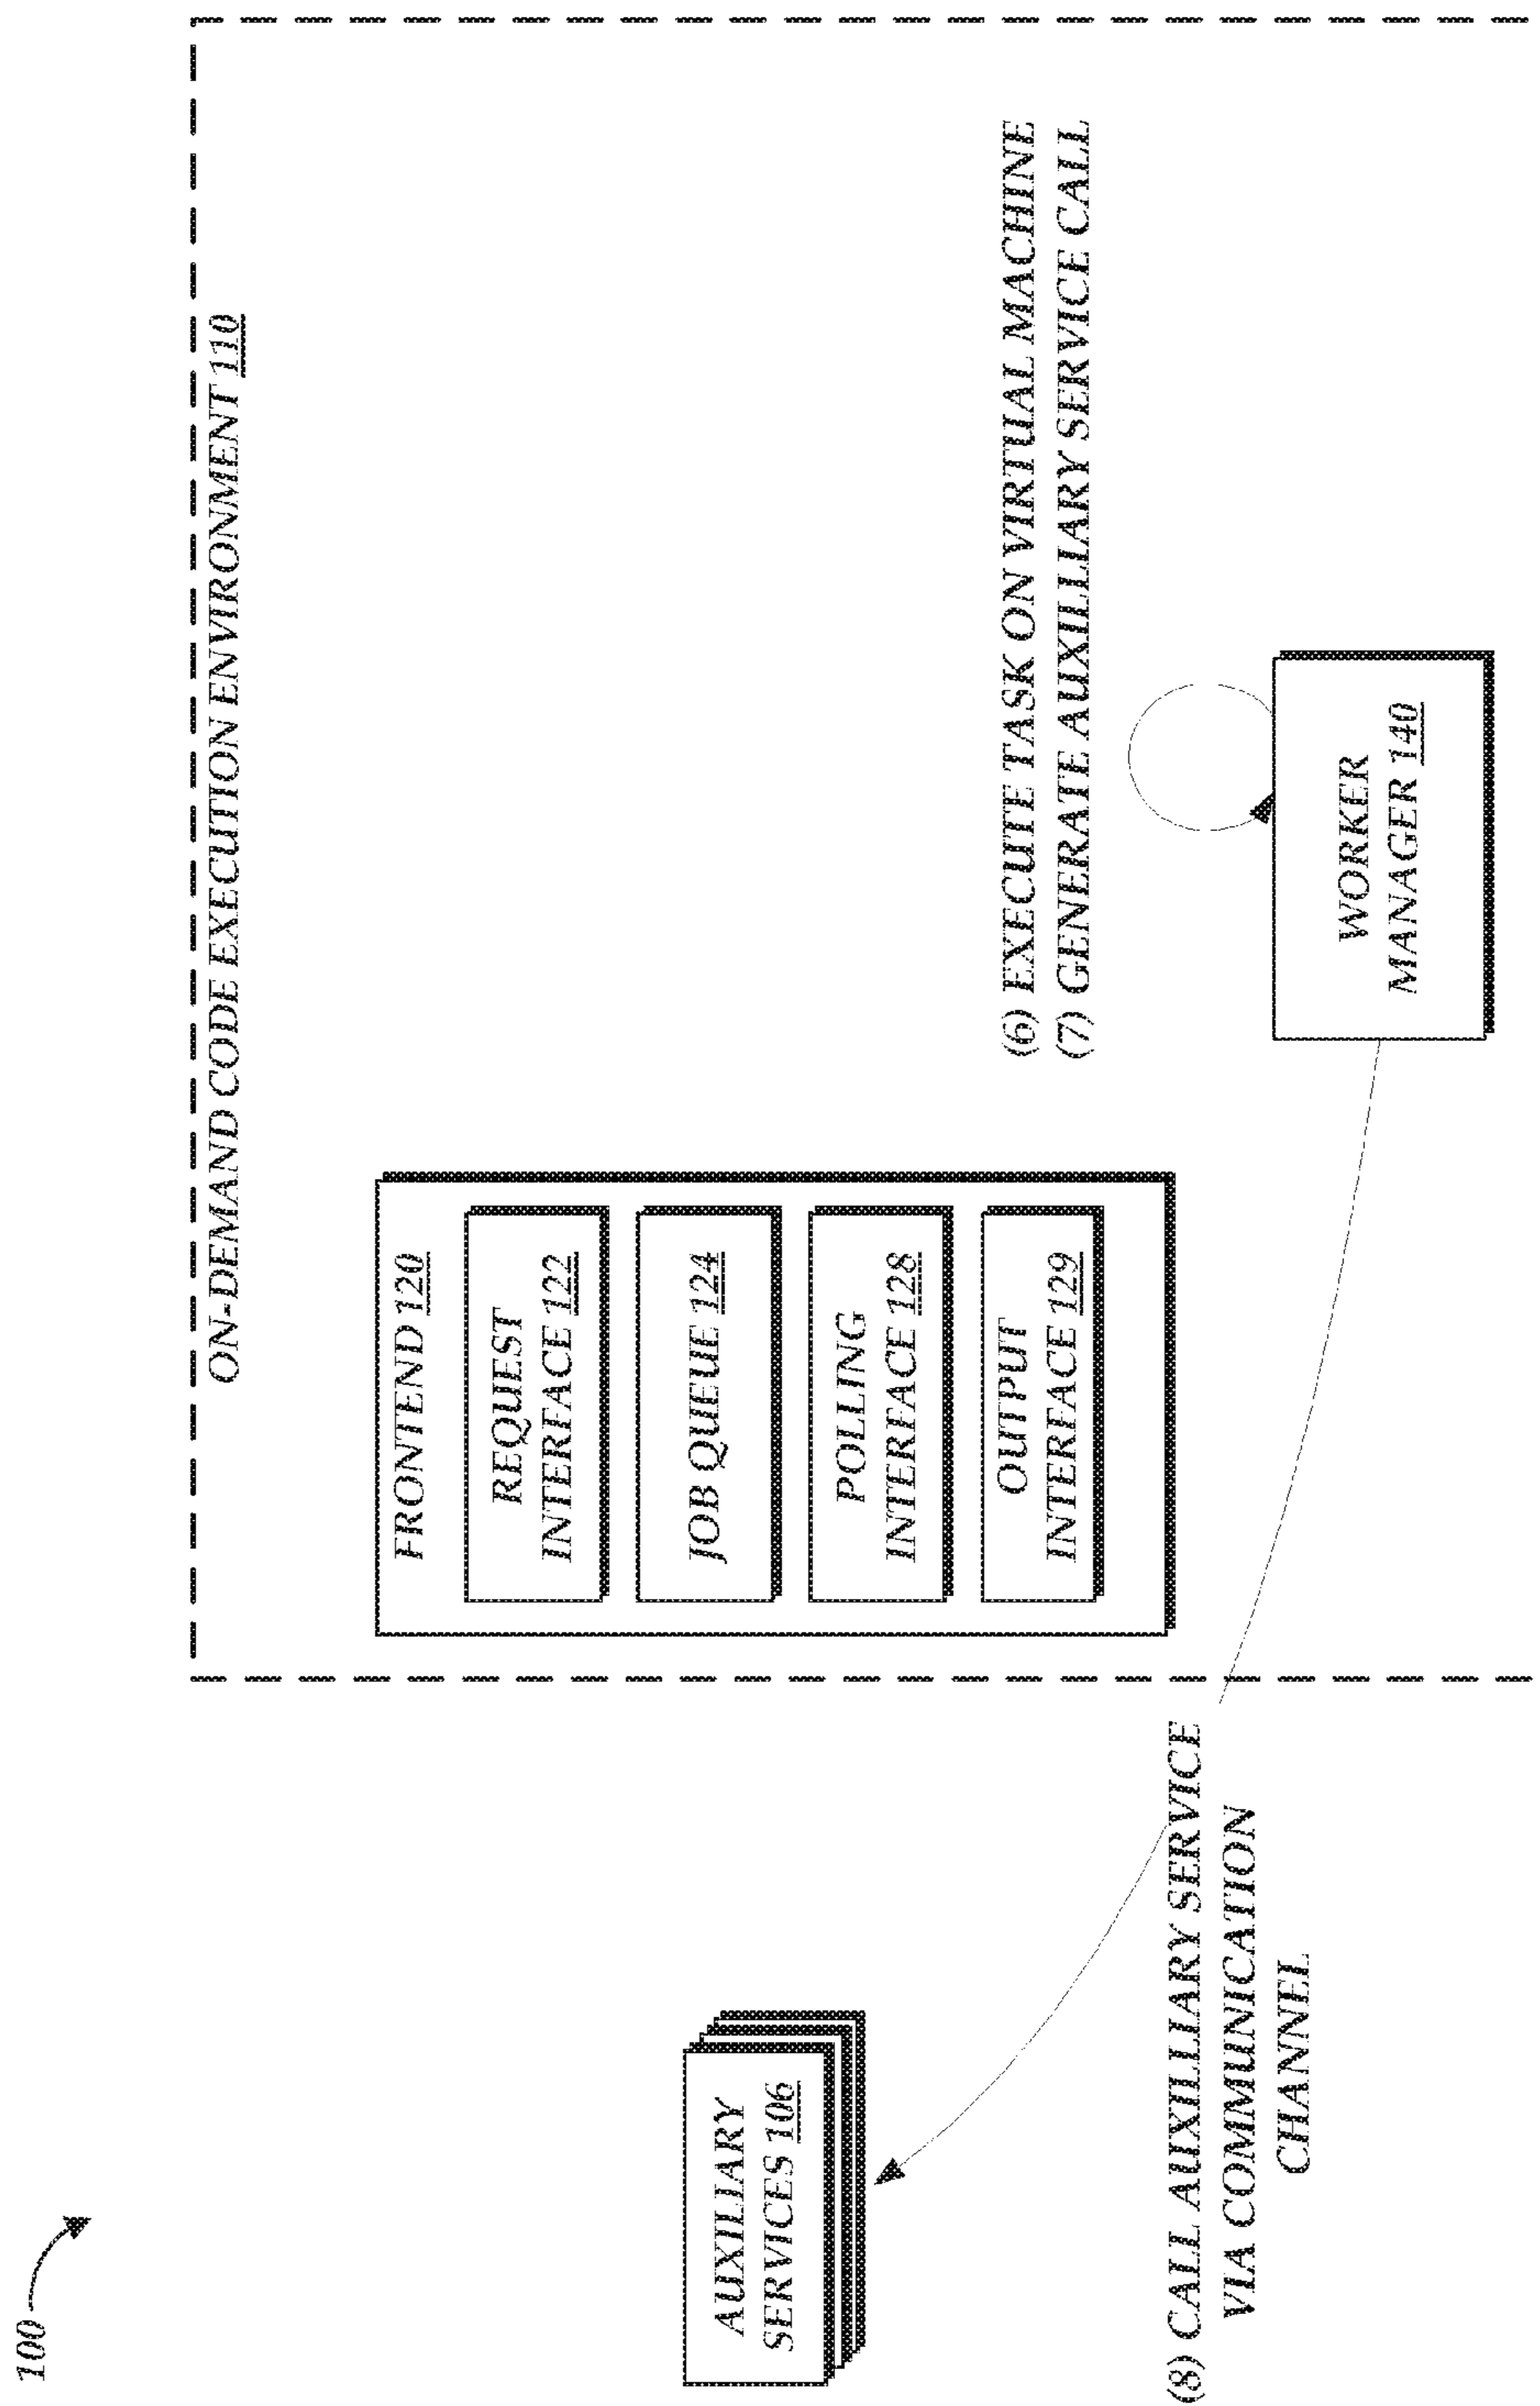 100
ON-DEMAND CODE EXECUTION ENVIRONMENT 110
FRONTEND 120
REQUEST
INTERFACE 122
JOB QUEUE 124
POLLING
INTERFACE 128
OUTPUT
INTERFACE 129
AUXILIARY
SERVICES 106
(6) EXECUTE TASK ON VIRTUAL MACHINE
(7) GENERATE AUXILLIARY SERVICE CALL
WORKER
MANAGER 140
(8) CALL AUXILLIARY SERVICE
VIA COMMUNICATION
CHANNEL